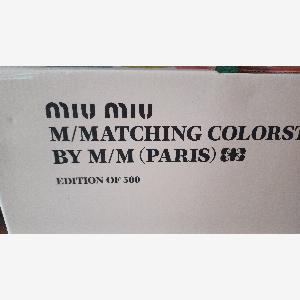 miu miu
M/MATCHING COLORST
BY M/M (PARIS)
EDITION OF 500